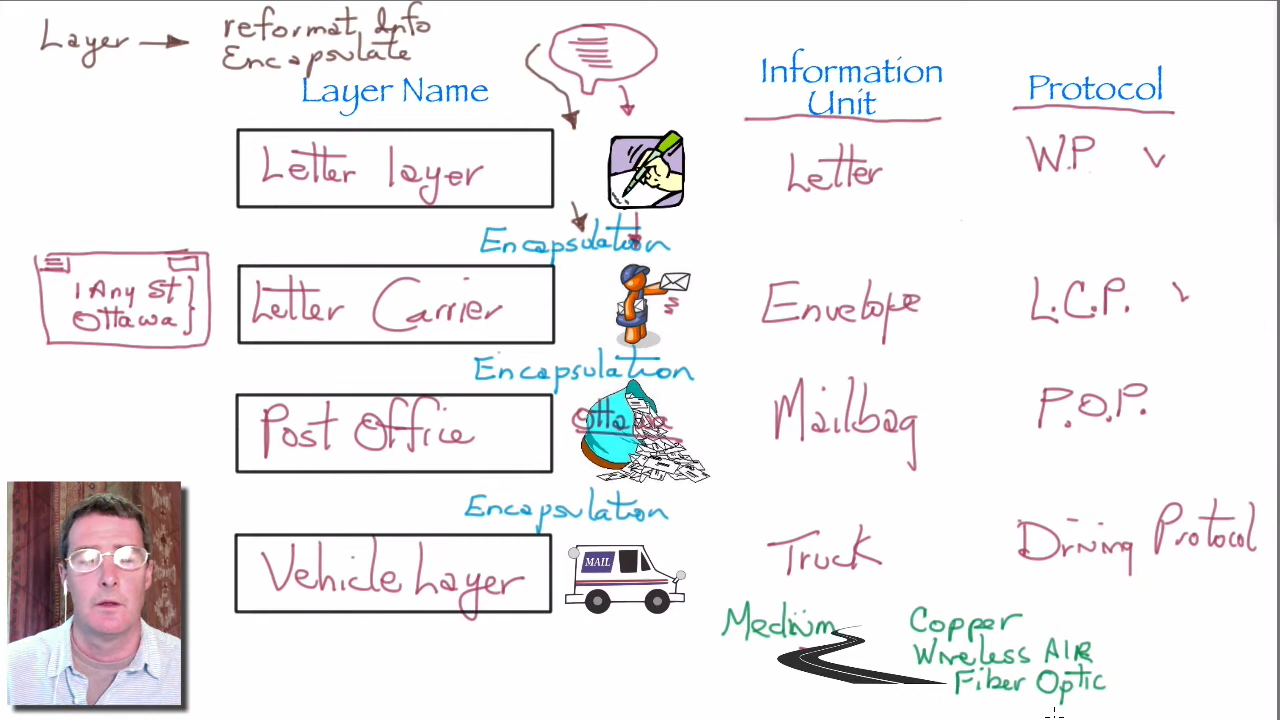 Layer → reformat Info
Encapsulate
Layer Name
Information
Unit
Protocol
Letter layer
Letter
W.P
Encapsulation
1 Any St
Ottawa
Letter Carrier
Envelope
L.C.P.
Encapsulation
Post Office
Ottawa
Mailbag
P.O.P.
Encapsulation
Vehicle Layer
MAIL
Truck
Driving Protocol
Medium
Copper
Wireless AIR
Fiber Optic